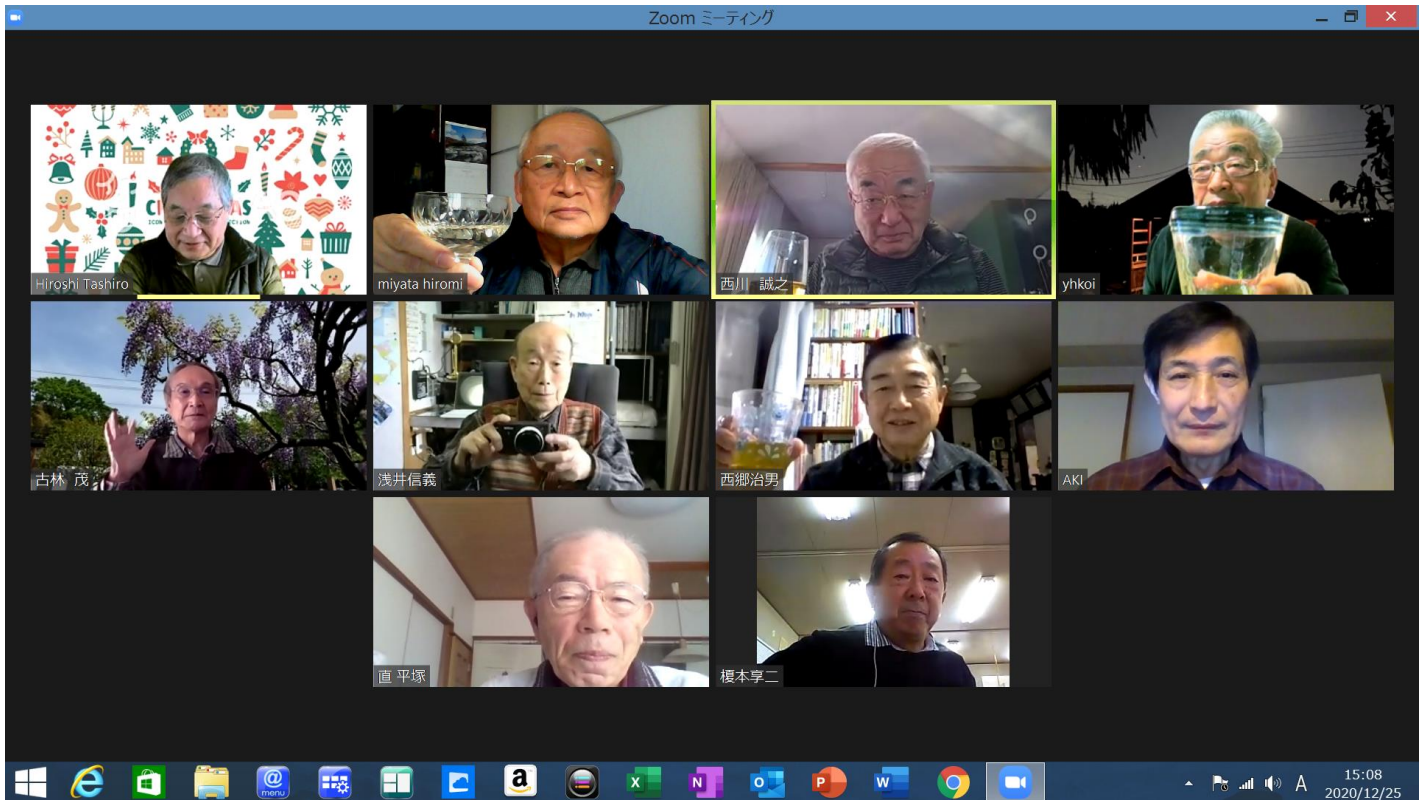 Zoom ミーティング
Hiroshi Tashiro
miyata hiromi
西川 誠之
yhkoi
古林 茂
浅井信義
西郷治男
AKI
直 平塚
榎本享二
menu
A
15:08
2020/12/25